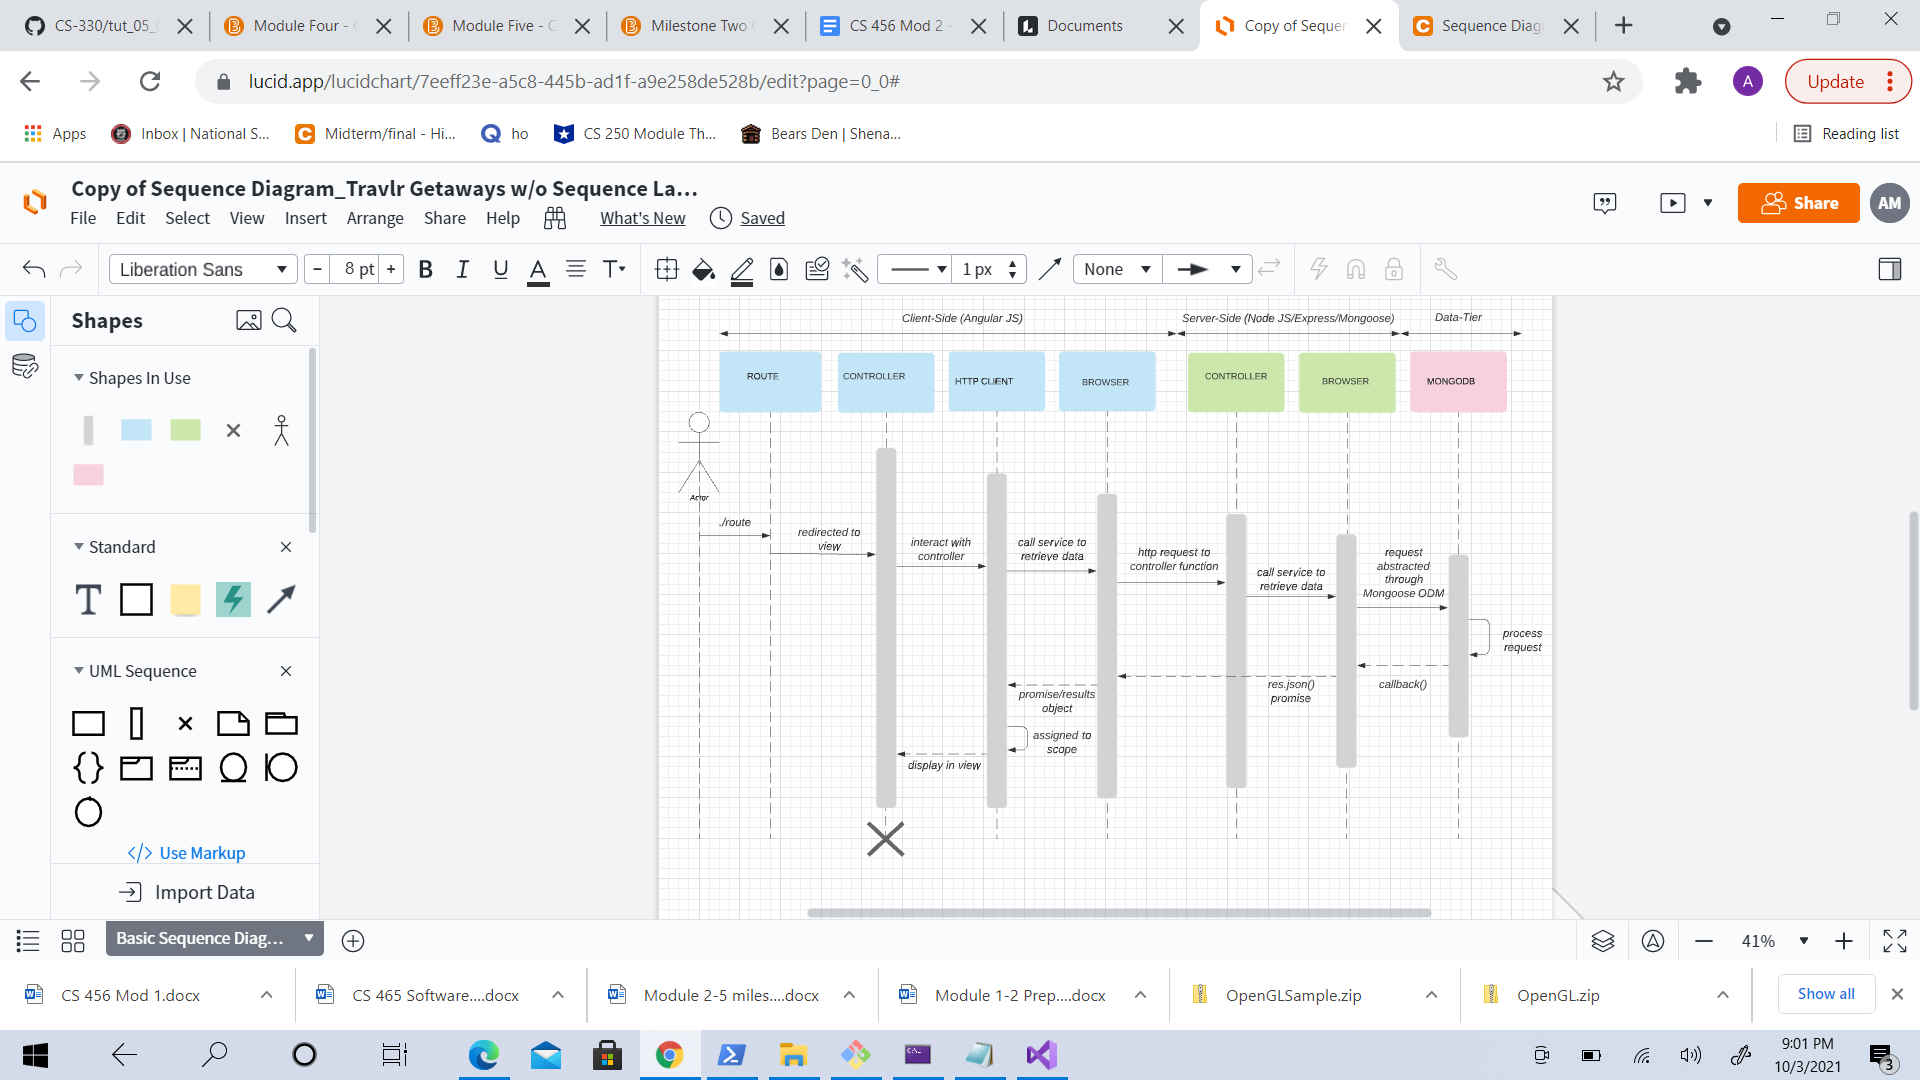 CS-330/tut_05_
Module Four -
Module Five - C
Milestone Two
CS 456 Mod 2 -
Documents
Copy of Sequen
Sequence Diag
lucid.app/lucidchart/7eeff23e-a5c8-445b-ad1f-a9e258de528b/edit?page=0_0#
A
Update
Apps
Inbox | National S...
Midterm/final - Hi...
ho
CS 250 Module Th...
Bears Den | Shena...
Reading list
Copy of Sequence Diagram_Travlr Getaways w/o Sequence La...
File Edit Select View Insert Arrange Share Help What's New Saved
Share
AM
Liberation Sans
- 8 pt +
B I U A T
1 px
None
Shapes
Shapes In Use
Standard
T
UML Sequence
Use Markup
Import Data
Client-Side (Angular JS)
Server-Side (Node JS/Express/Mongoose)
Data-Tier
ROUTE
CONTROLLER
HTTP CLIENT
BROWSER
CONTROLLER
BROWSER
MONGODB
Actor
./route
redirected to
view
interact with
controller
call service to
retrieve data
http request to
controller function
call service to
retrieve data
request
abstracted
through
Mongoose ODM
process
request
callback()
res.json()
promise
promise/results
object
assigned to
scope
display in view
Basic Sequence Diag...
41%
CS 456 Mod 1.docx
CS 465 Software....docx
Module 2-5 miles....docx
Module 1-2 Prep....docx
OpenGLSample.zip
OpenGL.zip
Show all
9:01 PM
10/3/2021
3